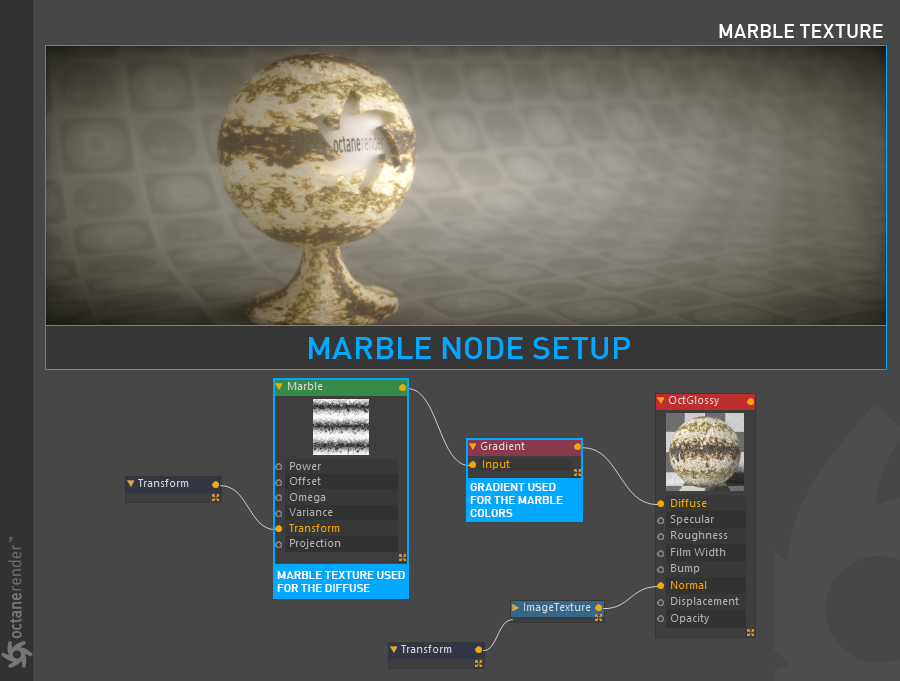 MARBLE TEXTURE
octanerender
MARBLE NODE SETUP
Marble
Power
Offset
Omega
Variance
Transform
Projection
MARBLE TEXTURE USED
FOR THE DIFFUSE
Transform
Gradient
Input
GRADIENT USED
FOR THE MARBLE
COLORS
OctGlossy
Diffuse
Specular
Roughness
Film Width
Bump
Normal
Displacement
Opacity
ImageTexture
Transform
octanerender™